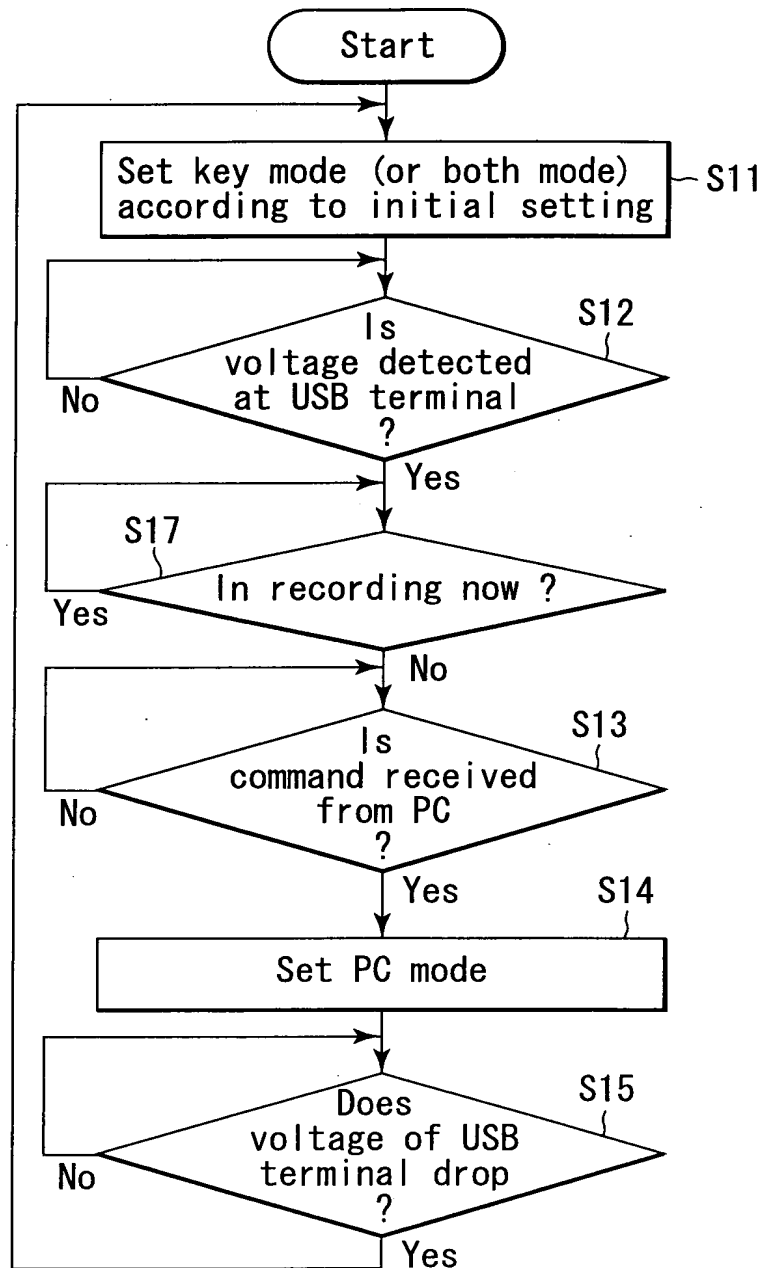 Start
Set key mode (or both mode)
according to initial setting
S11
S12
Is
voltage detected
at USB terminal
?
No
Yes
S17
In recording now ?
Yes
No
S13
Is
command received
from PC
?
No
Yes
S14
Set PC mode
S15
Does
voltage of USB
terminal drop
?
No
Yes